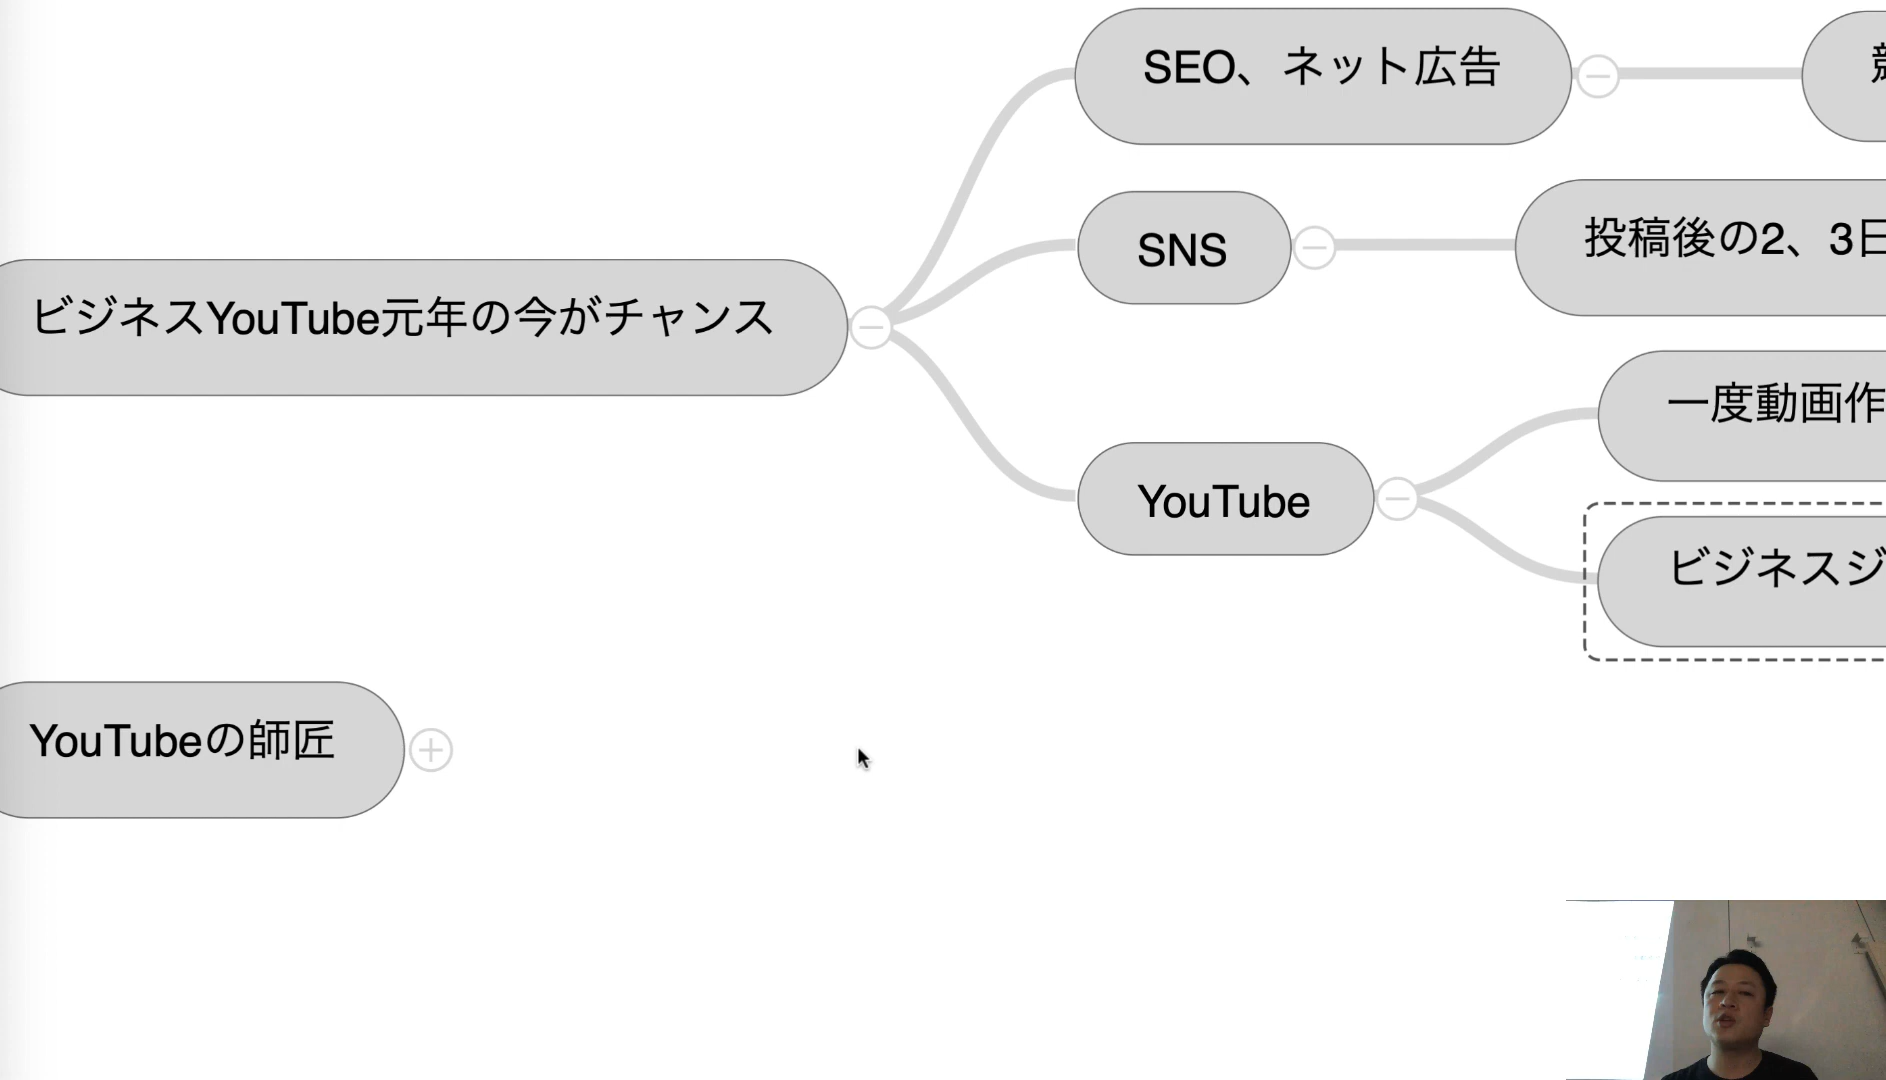 SEO、ネット広告
SNS
投稿後の2、3日
ビジネスYouTube元年の今がチャンス
一度動画作
YouTube
ビジネスジ
YouTubeの師匠